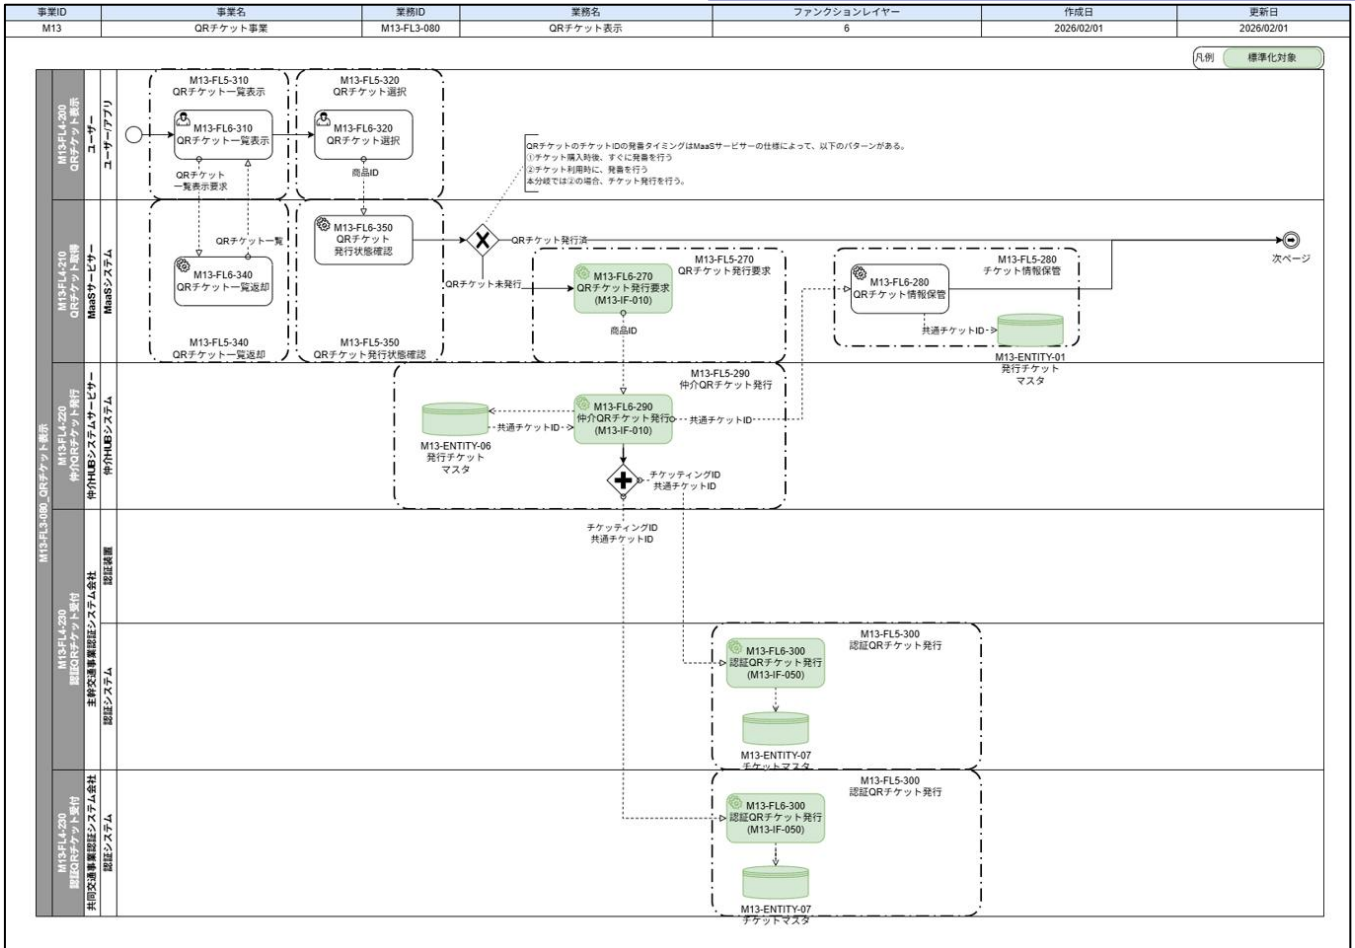 事業ID 事業名 業務ID 業務名 ファンクションレイヤー 作成日 更新日
M13 QRチケット事業 M13-FL3-080 QRチケット表示 6 2026/02/01 2026/02/01
凡例 標準化対象
M13-FL3-080_QRチケット表示
M13-FL4-200
QRチケット表示
ユーザー
ユーザー/アプリ
M13-FL5-310
QRチケット一覧表示
M13-FL6-310
QRチケット一覧表示
QRチケット
一覧表示要求
M13-FL5-320
QRチケット選択
M13-FL6-320
QRチケット選択
商品ID
QRチケットのチケットIDの発番タイミングはMaaSサービサーの仕様によって、以下のパターンがある。
①チケット購入時後、すぐに発番を行う
②チケット利用時に、発番を行う
本分岐では②の場合、チケット発行を行う。
M13-FL4-210
QRチケット取得
MaaSサービサー
MaaSシステム
QRチケット一覧
M13-FL6-340
QRチケット一覧返却
M13-FL5-340
QRチケット一覧返却
M13-FL6-350
QRチケット
発行状態確認
M13-FL5-350
QRチケット発行状態確認
QRチケット発行済
QRチケット未発行
M13-FL5-270
QRチケット発行要求
M13-FL6-270
QRチケット発行要求
(M13-IF-010)
商品ID
M13-FL5-280
チケット情報保管
M13-FL6-280
QRチケット情報保管
共通チケットID
M13-ENTITY-01
発行チケット
マスタ
次ページ
M13-FL4-220
仲介QRチケット発行
仲介HUBシステムサービサー
仲介HUBシステム
M13-FL5-290
仲介QRチケット発行
M13-FL6-290
仲介QRチケット発行
(M13-IF-010)
共通チケットID
共通チケットID
M13-ENTITY-06
発行チケット
マスタ
チケッティングID
共通チケットID
チケッティングID
共通チケットID
M13-FL4-230
認証QRチケット受付
主幹交通事業認証システム会社
認証装置
認証システム
M13-FL5-300
認証QRチケット発行
M13-FL6-300
認証QRチケット発行
(M13-IF-050)
M13-ENTITY-07
チケットマスタ
M13-FL4-230
認証QRチケット受付
共同交通事業認証システム会社
認証システム
M13-FL5-300
認証QRチケット発行
M13-FL6-300
認証QRチケット発行
(M13-IF-050)
M13-ENTITY-07
チケットマスタ